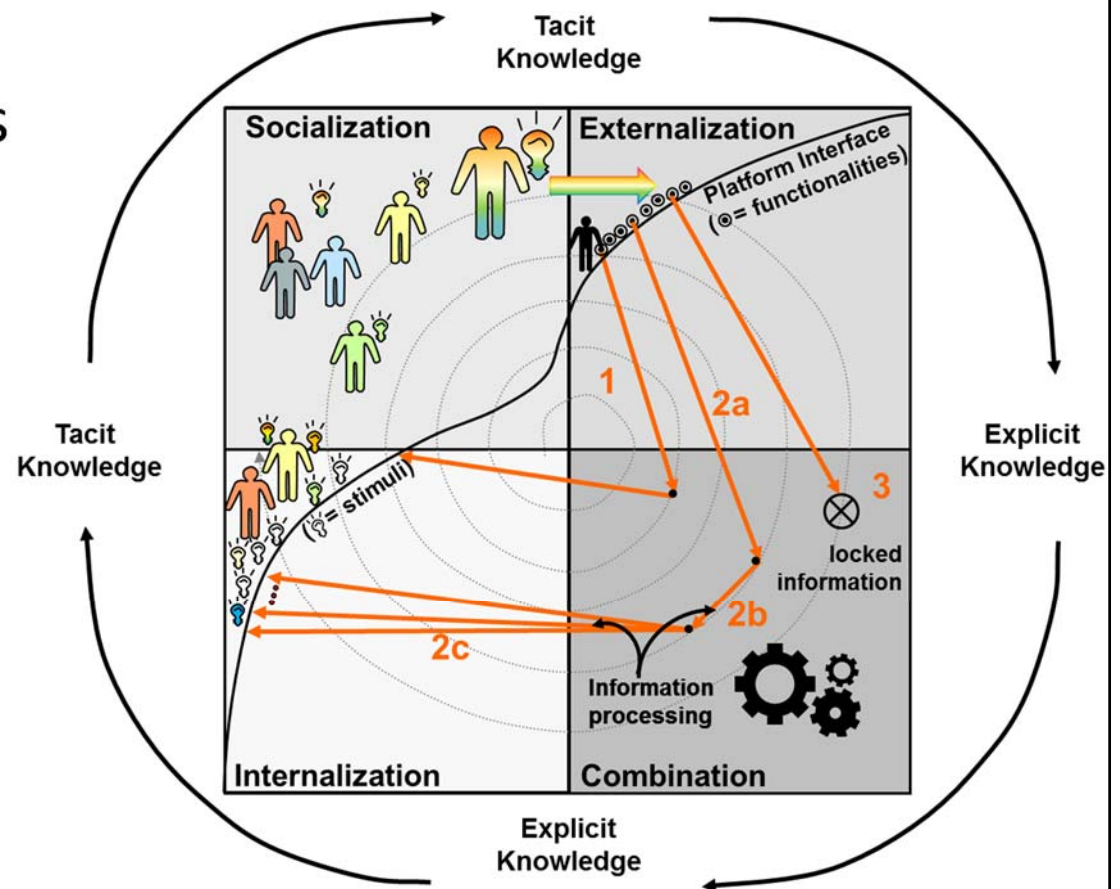 Tacit
Knowledge
S
Socialization
Externalization
Platform Interface
(⦿= functionalities)
1
2a
Tacit
Knowledge
Explicit
Knowledge
(= stimuli)
3
locked
information
2b
2c
Information
processing
Internalization
Combination
Explicit
Knowledge